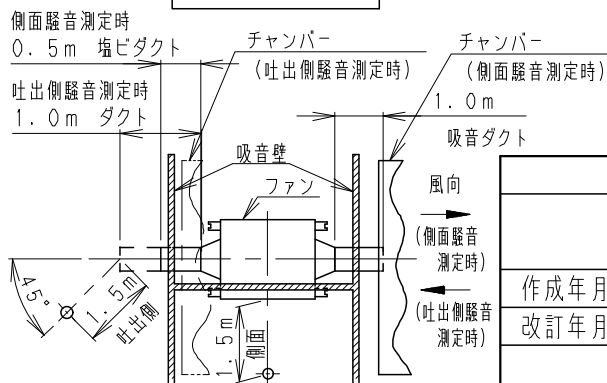 側面騒音測定時
0.5m 塩ビダクト
吐出側騒音測定時
1.0m ダクト
チャンバー
(吐出側騒音測定時)
チャンバー
(側面騒音測定時)
1.0m
吸音ダクト
吸音壁
ファン
風向
(側面騒音
測定時)
(吐出側騒音
測定時)
45°
1.5m
吐出側
1.5m
側面
作成年月
改訂年月